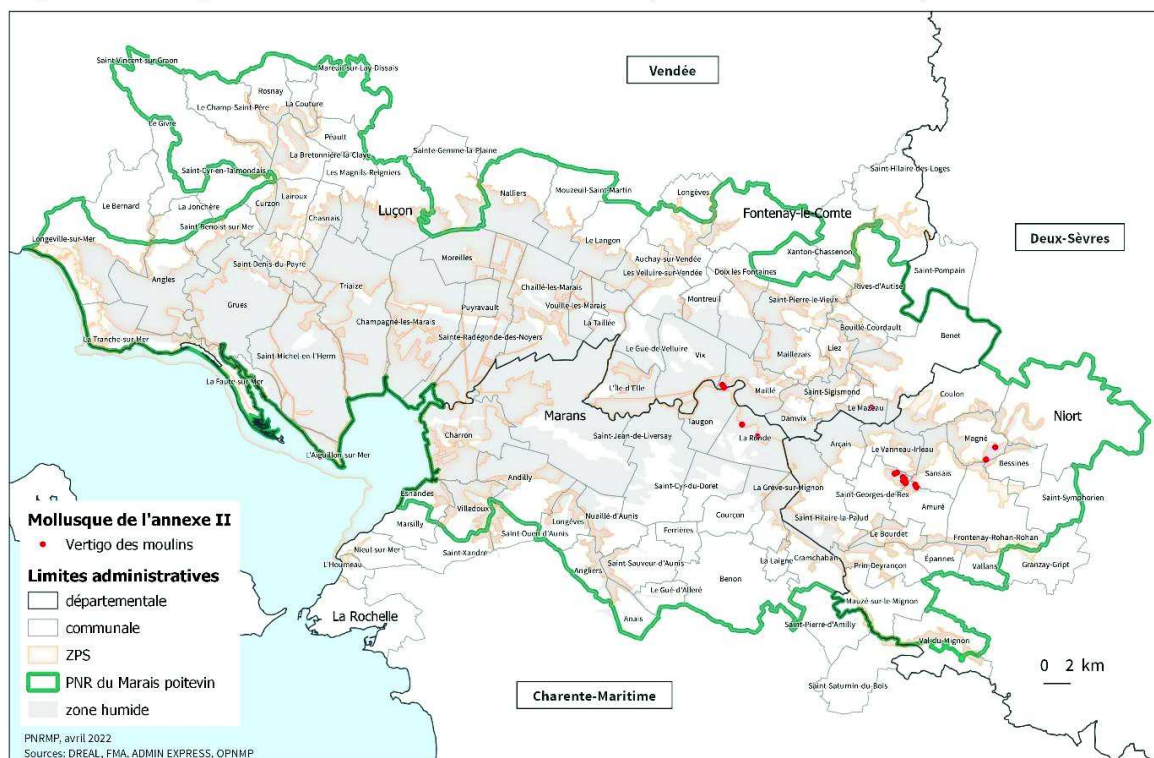 Vendée
Saint-Vincent-sur-Graon
Mareuil-sur-Lay-Dissais
Rosnay
La Couture
Le Champ-Saint-Père
Le Givre
Péault
La Bretonnière-la-Claye
Sainte-Gemme-la-Plaine
Saint-Hilaire-des-Loges
Saint-Cyr-en-Talmondais
Les Magnils-Reigniers
Nalliers
Mouzeuil-Saint-Martin
Longèves
Le Bernard
La Jonchère
Curzon
Lairoux
Luçon
Fontenay-le-Comte
Chasnais
Saint-Benoist-sur-Mer
Deux-Sèvres
Longeville-sur-Mer
Le Langon
Xanton-Chassenon
Auchay-sur-Vendée
Moreilles
Saint-Denis-du-Payré
Les Velluire-sur-Vendée
Doix lès Fontaines
Saint-Pompain
Angles
Triaize
Chaillé-les-Marais
Rives-d'Autise
Grues
Puyravault
Vouillé-les-Marais
Montreuil
Saint-Pierre-le-Vieux
Champagné-les-Marais
La Taillée
Bouillé-Courdault
La Tranche-sur-Mer
Sainte-Radégonde-des-Noyers
Benet
Le Gué-de-Velluire
Vix
Maillezais
Liez
Saint-Michel-en-l'Herm
La Faute-sur-Mer
L'Île-d'Elle
Maillé
Saint-Sigismond
Coulon
Le Mazeau
Niort
Marans
Taugon
Damvix
Charron
Saint-Jean-de-Liversay
La Ronde
Arçais
Le Vanneau-Irleau
Magné
L'Aiguillon-sur-Mer
Bessines
Andilly
Sansais
Saint-Cyr-du-Doret
La Grève-sur-Mignon
Saint-Georges-de-Rex
Esnandes
Saint-Symphorien
Villedoux
Amuré
Marsilly
Longèves
Nuaillé-d'Aunis
Courçon
Saint-Hilaire-la-Palud
Saint-Ouen-d'Aunis
Ferrières
Le Bourdet
Frontenay-Rohan-Rohan
Nieul-sur-Mer
Saint-Xandre
Cramchaban
Épannes
Vallans
Granzay-Gript
L'Houmeau
Saint-Sauveur-d'Aunis
La Laigne
Prin-Deyrançon
Angliers
Benon
Le Gué-d'Alleré
Mauzé-sur-le-Mignon
La Rochelle
Anais
Saint-Pierre-d'Amilly
Val-du-Mignon
Saint-Saturnin-du-Bois
Charente-Maritime
0 2 km
Mollusque de l'annexe II
Vertigo des moulins
Limites administratives
départementale
communale
ZPS
PNR du Marais poitevin
zone humide
PNRMP, avril 2022
Sources: DREAL, FMA, ADMIN EXPRESS, OPNMP